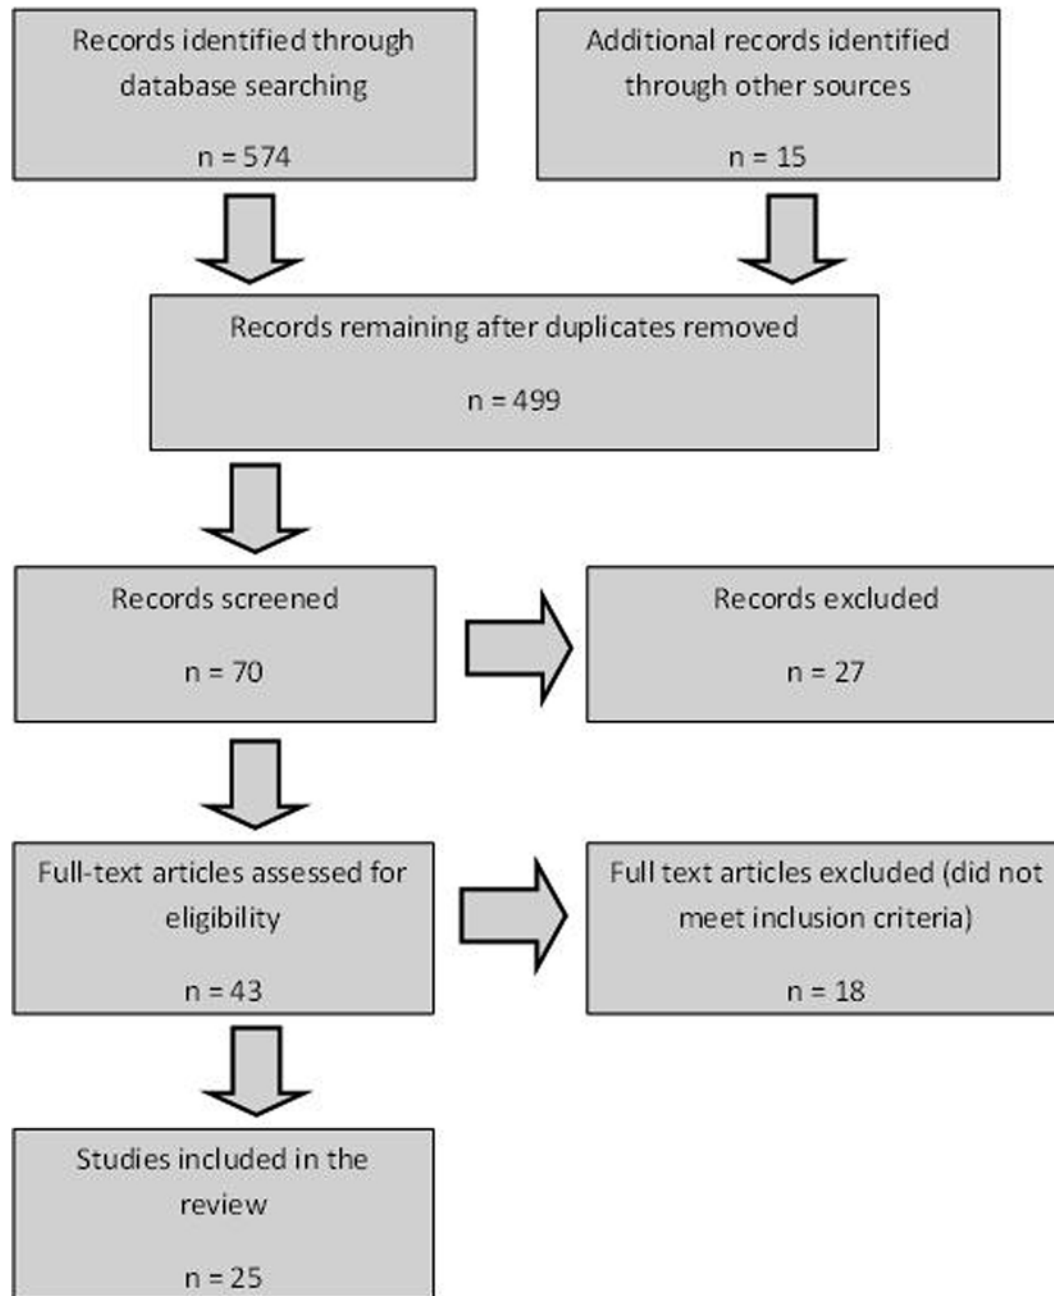 Records identified through
database searching
n = 574
Additional records identified
through other sources
n = 15
Records remaining after duplicates removed
n = 499
Records screened
n = 70
Records excluded
n = 27
Full-text articles assessed for
eligibility
n = 43
Full text articles excluded (did not
meet inclusion criteria)
n = 18
Studies included in the
review
n = 25